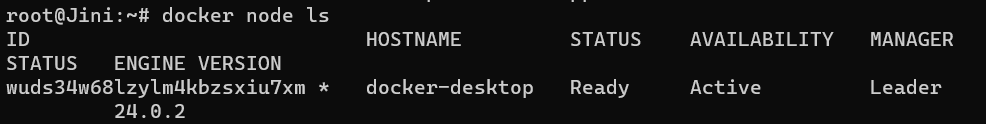 root@Jini:~# docker node ls
ID                            HOSTNAME         STATUS    AVAILABILITY   MANAGER
STATUS   ENGINE VERSION
wuds34w68lzylm4kbzsxiu7xm *   docker-desktop   Ready     Active         Leader
         24.0.2